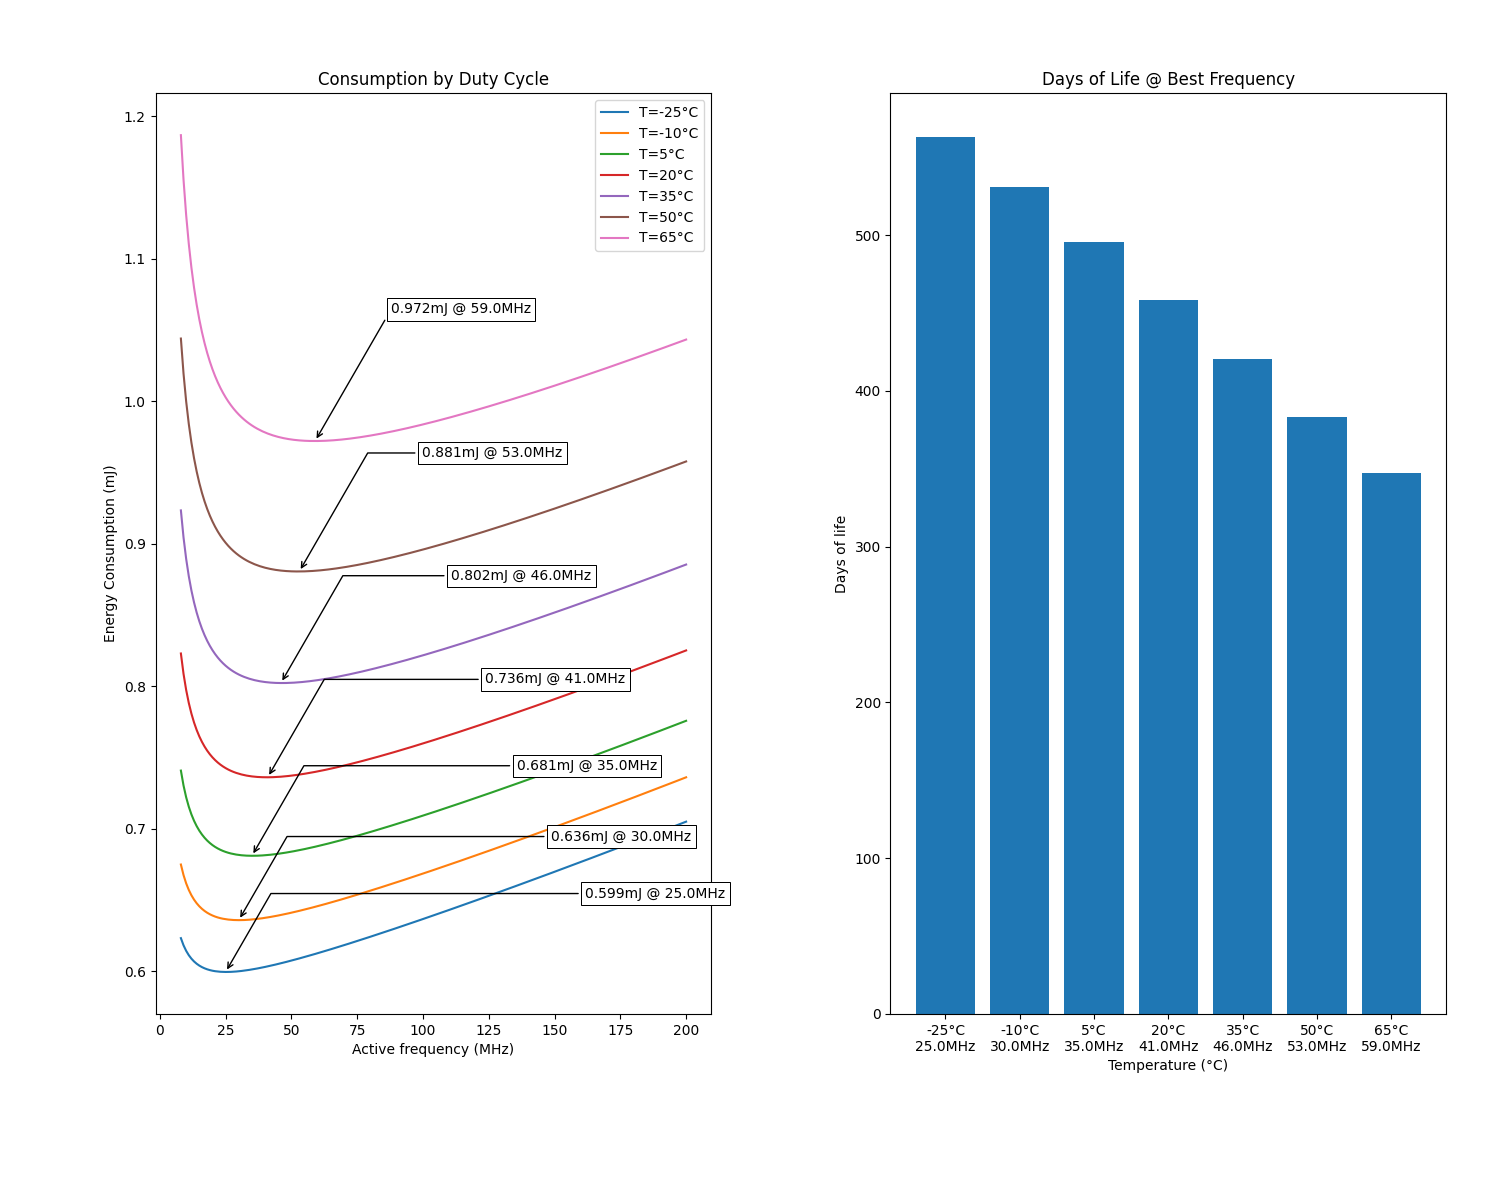 Consumption by Duty Cycle
1.2
1.1
1.0
0.9
0.8
0.7
0.6
Energy Consumption (mJ)
T=-25°C
T=-10°C
T=5°C
T=20°C
T=35°C
T=50°C
T=65°C
0.972mJ @ 59.0MHz
0.881mJ @ 53.0MHz
0.802mJ @ 46.0MHz
0.736mJ @ 41.0MHz
0.681mJ @ 35.0MHz
0.636mJ @ 30.0MHz
0.599mJ @ 25.0MHz
0 25 50 75 100 125 150 175 200
Active frequency (MHz)
Days of Life @ Best Frequency
500
400
300
200
100
0
Days of life
-25°C -10°C 5°C 20°C 35°C 50°C 65°C
25.0MHz 30.0MHz 35.0MHz 41.0MHz 46.0MHz 53.0MHz 59.0MHz
Temperature (°C)